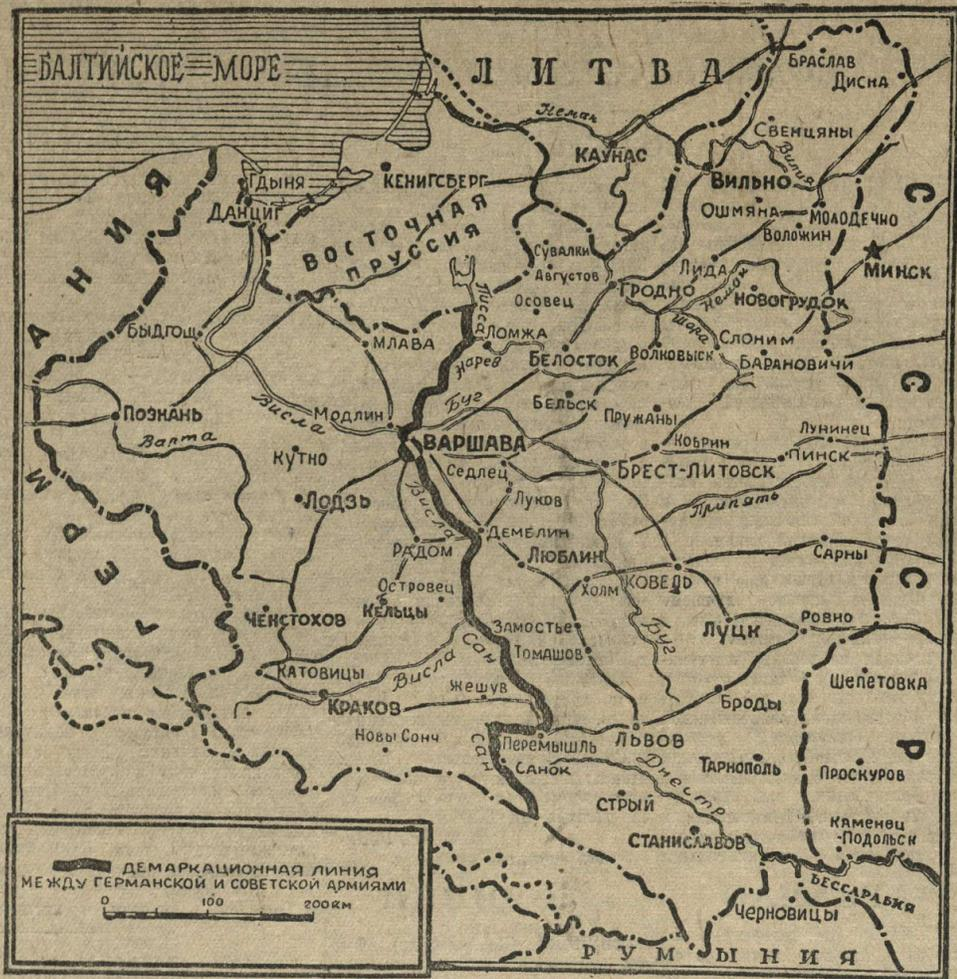 БАЛТИЙСКОЕ МОРЕ
ЛИТВА
БРАСЛАВ
ДИСНА
Неман
СВЕНЦЯНЫ
КАУНАС
Вилия
ВИЛЬНО
ГДЫНЯ
КЕНИГСБЕРГ
ДАНЦИГ
ОШМЯНА
МОЛОДЕЧНО
ВОЛОЖИН
ВОСТОЧНАЯ
ПРУССИЯ
СУВАЛКИ
АВГУСТОВ
ЛИДА
МИНСК
Писса
ОСОВЕЦ
ГРОДНО
Неман
НОВОГРУДОК
БЫДГОЩ
МЛАВА
ЛОМЖА
Шара
СЛОНИМ
Нарев
БЕЛОСТОК
ВОЛКОВЫСК
БАРАНОВИЧИ
ПОЗНАНЬ
Висла
МОДЛИН
Буг
БЕЛЬСК
ПРУЖАНЫ
Варта
КУТНО
ВАРШАВА
КОБРИН
ЛУНИНЕЦ
ПИНСК
СЕДЛЕЦ
БРЕСТ-ЛИТОВСК
ЛОДЗЬ
Висла
ЛУКОВ
Припять
РАДОМ
ДЕМБЛИН
ЛЮБЛИН
САРНЫ
ОСТРОВЕЦ
ХОЛМ
КОВЕЛЬ
ЧЕНСТОХОВ
КЕЛЬЦЫ
ЗАМОСТЬЕ
Буг
ЛУЦК
РОВНО
КАТОВИЦЫ
Висла
Сан
ТОМАШОВ
ЖЕШУВ
ШЕПЕТОВКА
КРАКОВ
БРОДЫ
НОВЫ СОНЧ
Сан
ПЕРЕМЫШЛЬ
ЛЬВОВ
САНОК
Днестр
ТАРНОПОЛЬ
ПРОСКУРОВ
СТРЫЙ
СТАНИСЛАВОВ
КАМЕНЕЦ
-ПОДОЛЬСК
БЕССАРАБИЯ
ЧЕРНОВИЦЫ
РУМЫНИЯ
ГЕРМАНИЯ
СССР
ДЕМАРКАЦИОННАЯ ЛИНИЯ
МЕЖДУ ГЕРМАНСКОЙ И СОВЕТСКОЙ АРМИЯМИ
0 100 200КМ